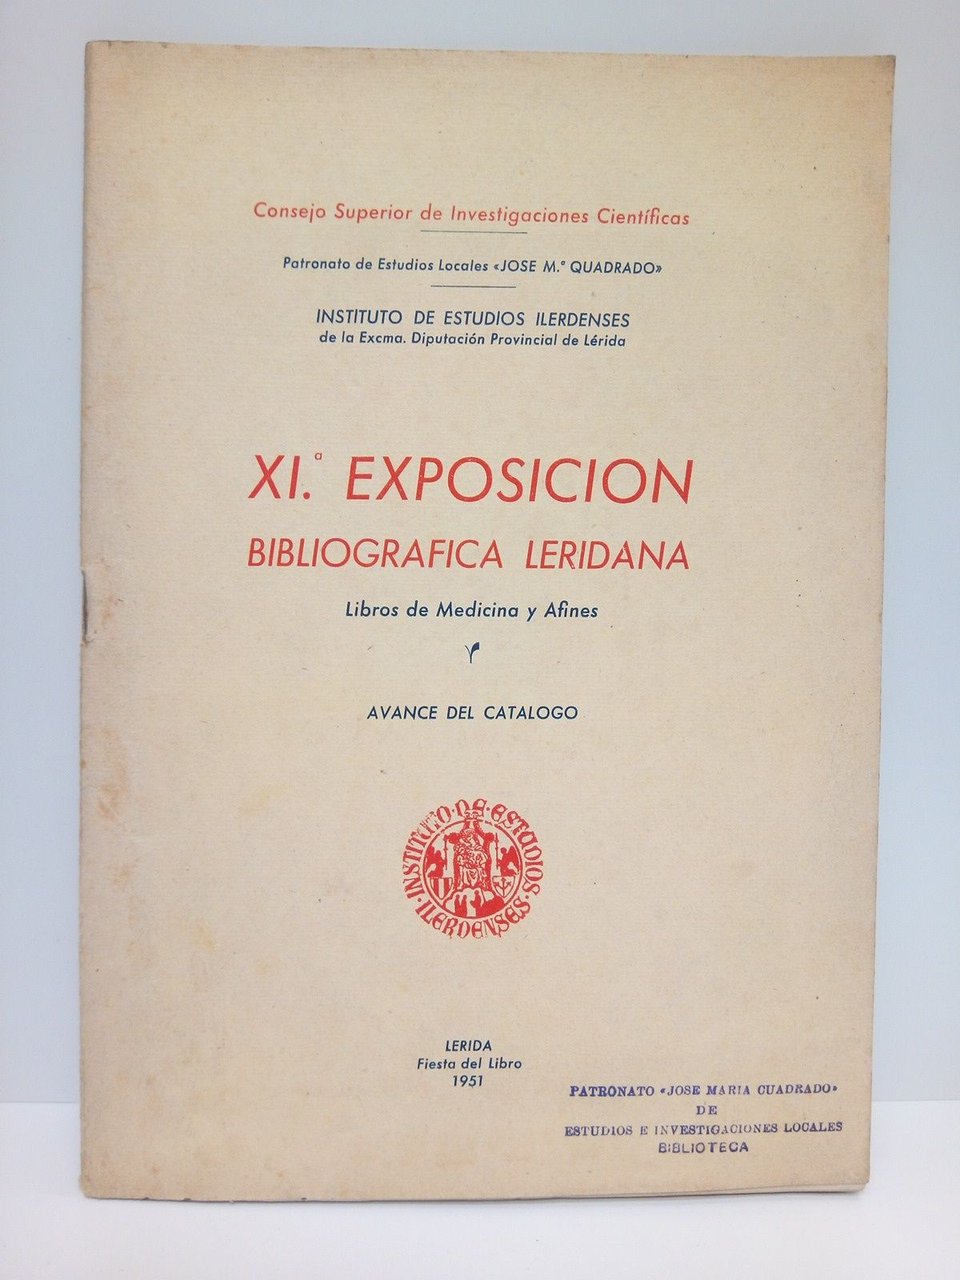 Consejo Superior de Investigaciones Científicas
Patronato de Estudios Locales «JOSE M.ª QUADRADO»
INSTITUTO DE ESTUDIOS ILERDENSES
de la Excma. Diputación Provincial de Lérida
XI.ª EXPOSICION
BIBLIOGRAFICA LERIDANA
Libros de Medicina y Afines
AVANCE DEL CATALOGO
·INSTITUTO·DE·ESTUDIOS·
ILERDENSES·
LERIDA
Fiesta del Libro
1951
PATRONATO «JOSE MARIA CUADRADO»
DE
ESTUDIOS E INVESTIGACIONES LOCALES
BIBLIOTECA